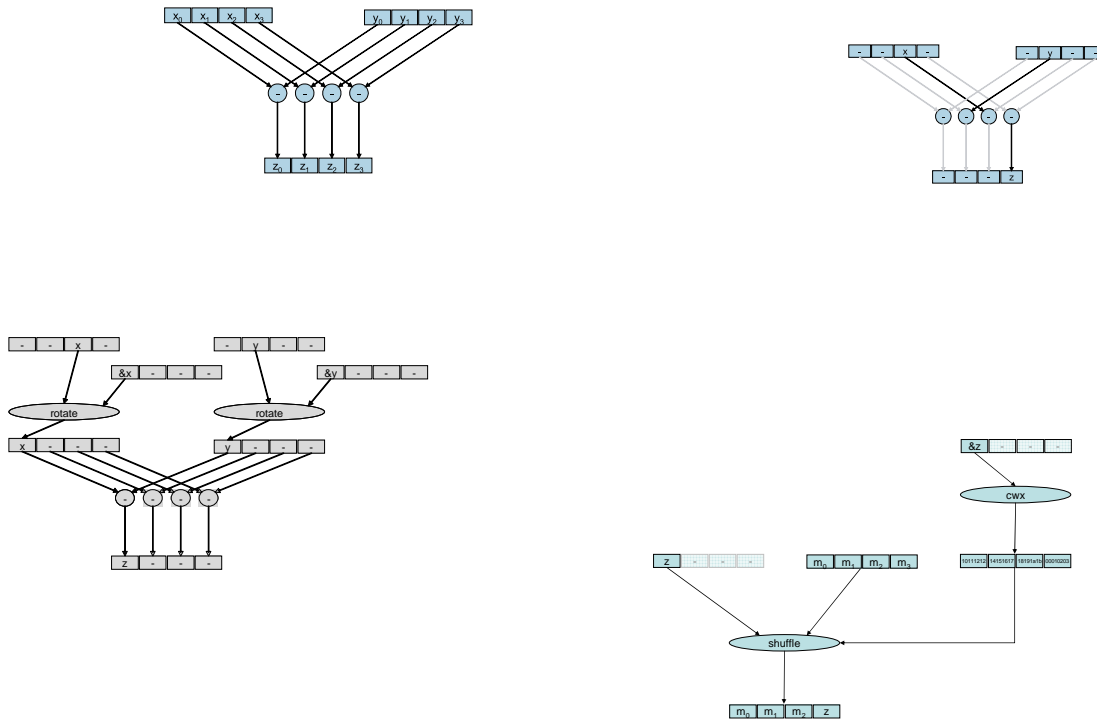 x0 x1 x2 x3
y0 y1 y2 y3
- - - -
z0 z1 z2 z3
- - x -
- y - -
- - - -
- - - z
- - x -
- y - -
&x - - -
&y - - -
rotate
rotate
x - - -
y - - -
- - - -
z - - -
&z - - -
cwx
z - - -
m0 m1 m2 m3
10111212 14151617 18191a1b 00010203
shuffle
m0 m1 m2 z